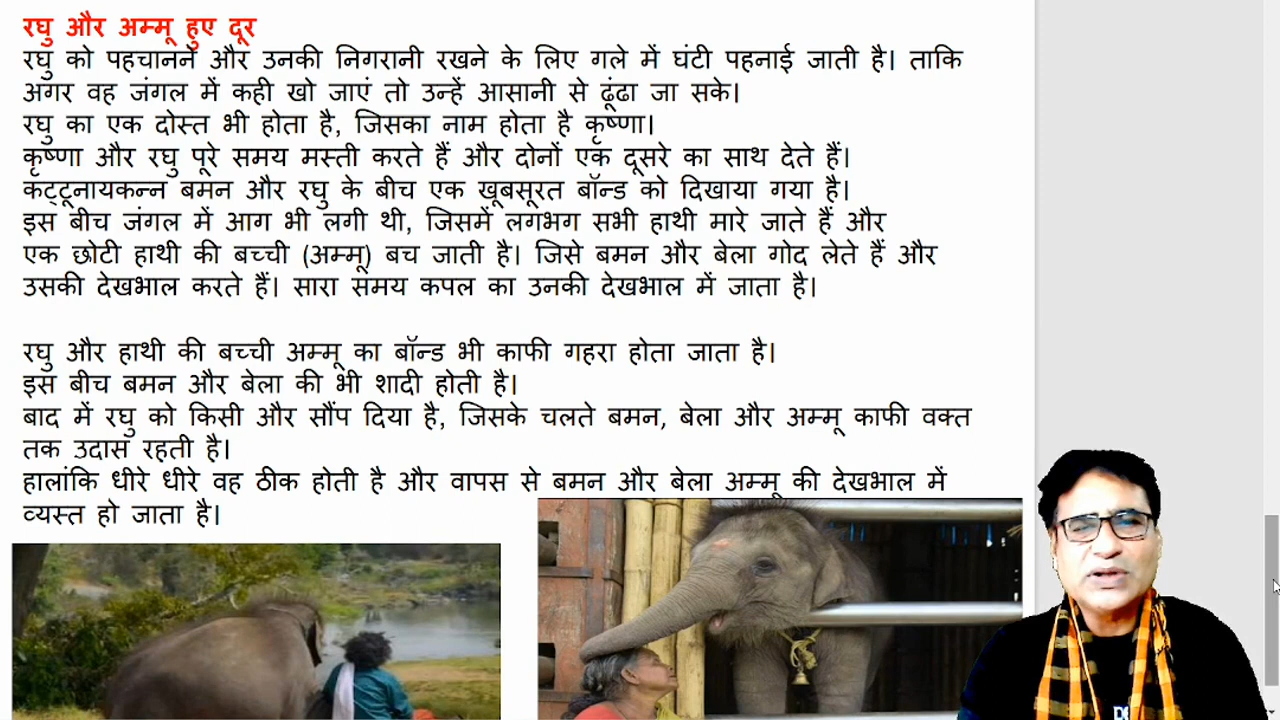 रघु और अम्मू हुए दूर
रघु को पहचानने और उनकी निगरानी रखने के लिए गले में घंटी पहनाई जाती है। ताकि
अगर वह जंगल में कही खो जाएं तो उन्हें आसानी से ढूंढा जा सके।
रघु का एक दोस्त भी होता है, जिसका नाम होता है कृष्णा।
कृष्णा और रघु पूरे समय मस्ती करते हैं और दोनों एक दूसरे का साथ देते हैं।
कट्टूनायकन्न बमन और रघु के बीच एक खूबसूरत बॉन्ड को दिखाया गया है।
इस बीच जंगल में आग भी लगी थी, जिसमें लगभग सभी हाथी मारे जाते हैं और
एक छोटी हाथी की बच्ची (अम्मू) बच जाती है। जिसे बमन और बेला गोद लेते हैं और
उसकी देखभाल करते हैं। सारा समय कपल का उनकी देखभाल में जाता है।
रघु और हाथी की बच्ची अम्मू का बॉन्ड भी काफी गहरा होता जाता है।
इस बीच बमन और बेला की भी शादी होती है।
बाद में रघु को किसी और सौंप दिया है, जिसके चलते बमन, बेला और अम्मू काफी वक्त
तक उदास रहती है।
हालांकि धीरे धीरे वह ठीक होती है और वापस से बमन और बेला अम्मू की देखभाल में
व्यस्त हो जाता है।